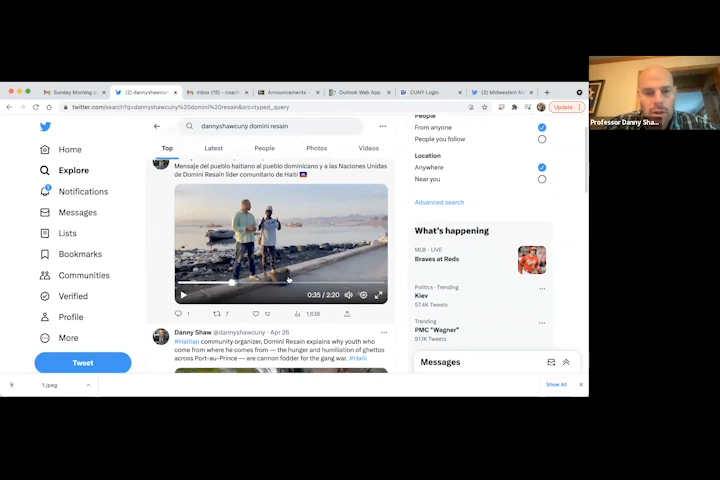 Sunday Morning a
(2) dannyshawcuny
Inbox (16) - coach
Announcements -
Outlook Web App
CUNY Login
(2) Midwestern M
twitter.com/search?q=dannyshawcuny%20domini%20resain&src=typed_query
Update
Professor Danny Sha...
dannyshawcuny domini resain
Top
Latest
People
Photos
Videos
Home
Explore
Notifications
Messages
Lists
Bookmarks
Communities
Verified
Profile
More
Tweet
Mensaje del pueblo haitiano al pueblo dominicano y a las Naciones Unidas
de Domini Resain líder comunitario de Haití
0:35 / 2:20
1
7
12
1,638
Danny Shaw @dannyshawcuny · Apr 26
#Haitian community organizer, Domini Resain explains why youth who
come from where he comes from — the hunger and humiliation of ghettos
across Port-au-Prince — are cannon fodder for the gang war. #Haiti
People
From anyone
People you follow
Location
Anywhere
Near you
Advanced search
What's happening
MLB · LIVE
Braves at Reds
Politics · Trending
Kiev
57.4K Tweets
Trending
PMC "Wagner"
91.1K Tweets
Messages
1.jpeg
Show All